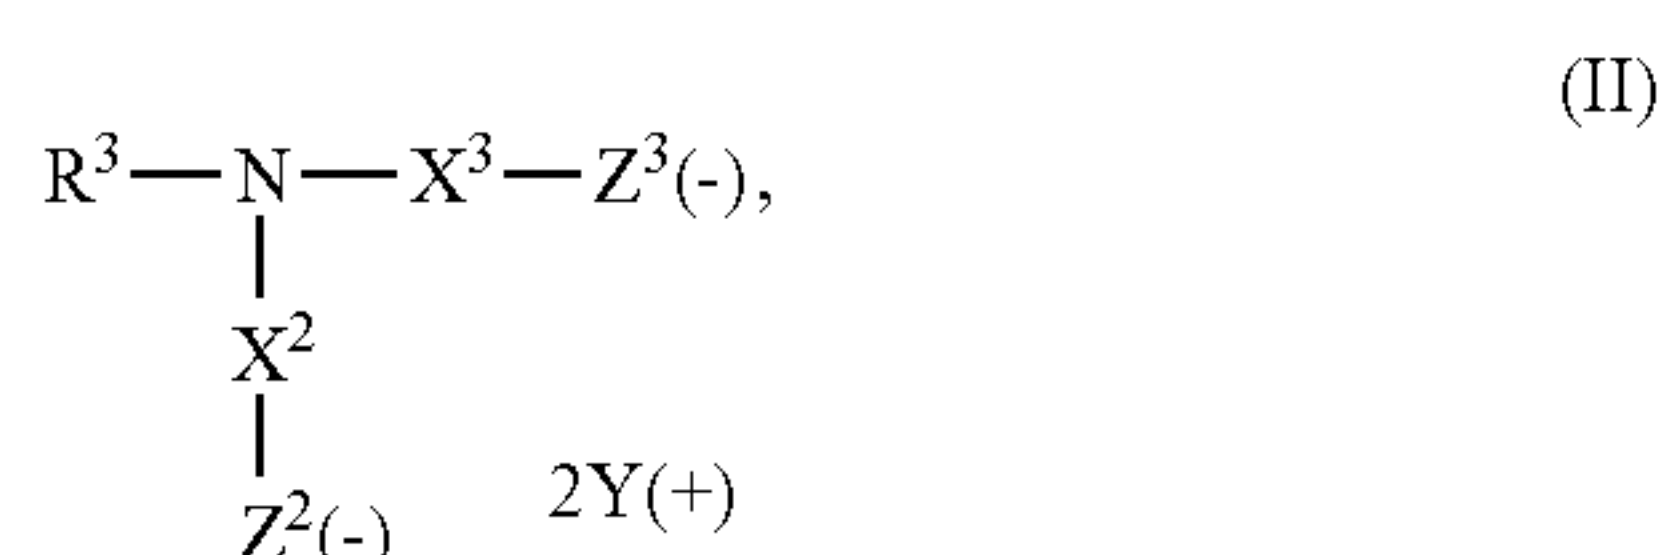 (II)
R³—N—X³—Z³(-),
X²
Z²(-) 2Y(+)